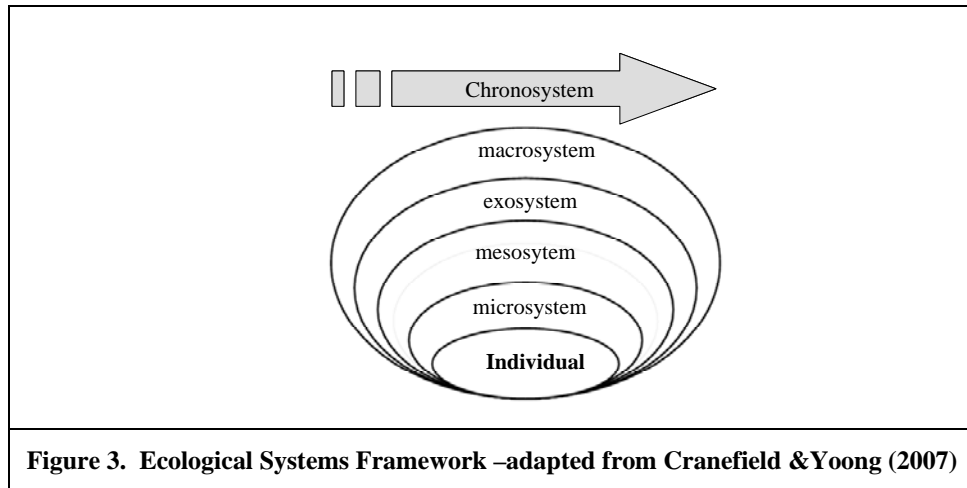 Chronosystem
macrosystem
exosystem
mesosytem
microsystem
Individual
Figure 3. Ecological Systems Framework –adapted from Cranefield &Yoong (2007)